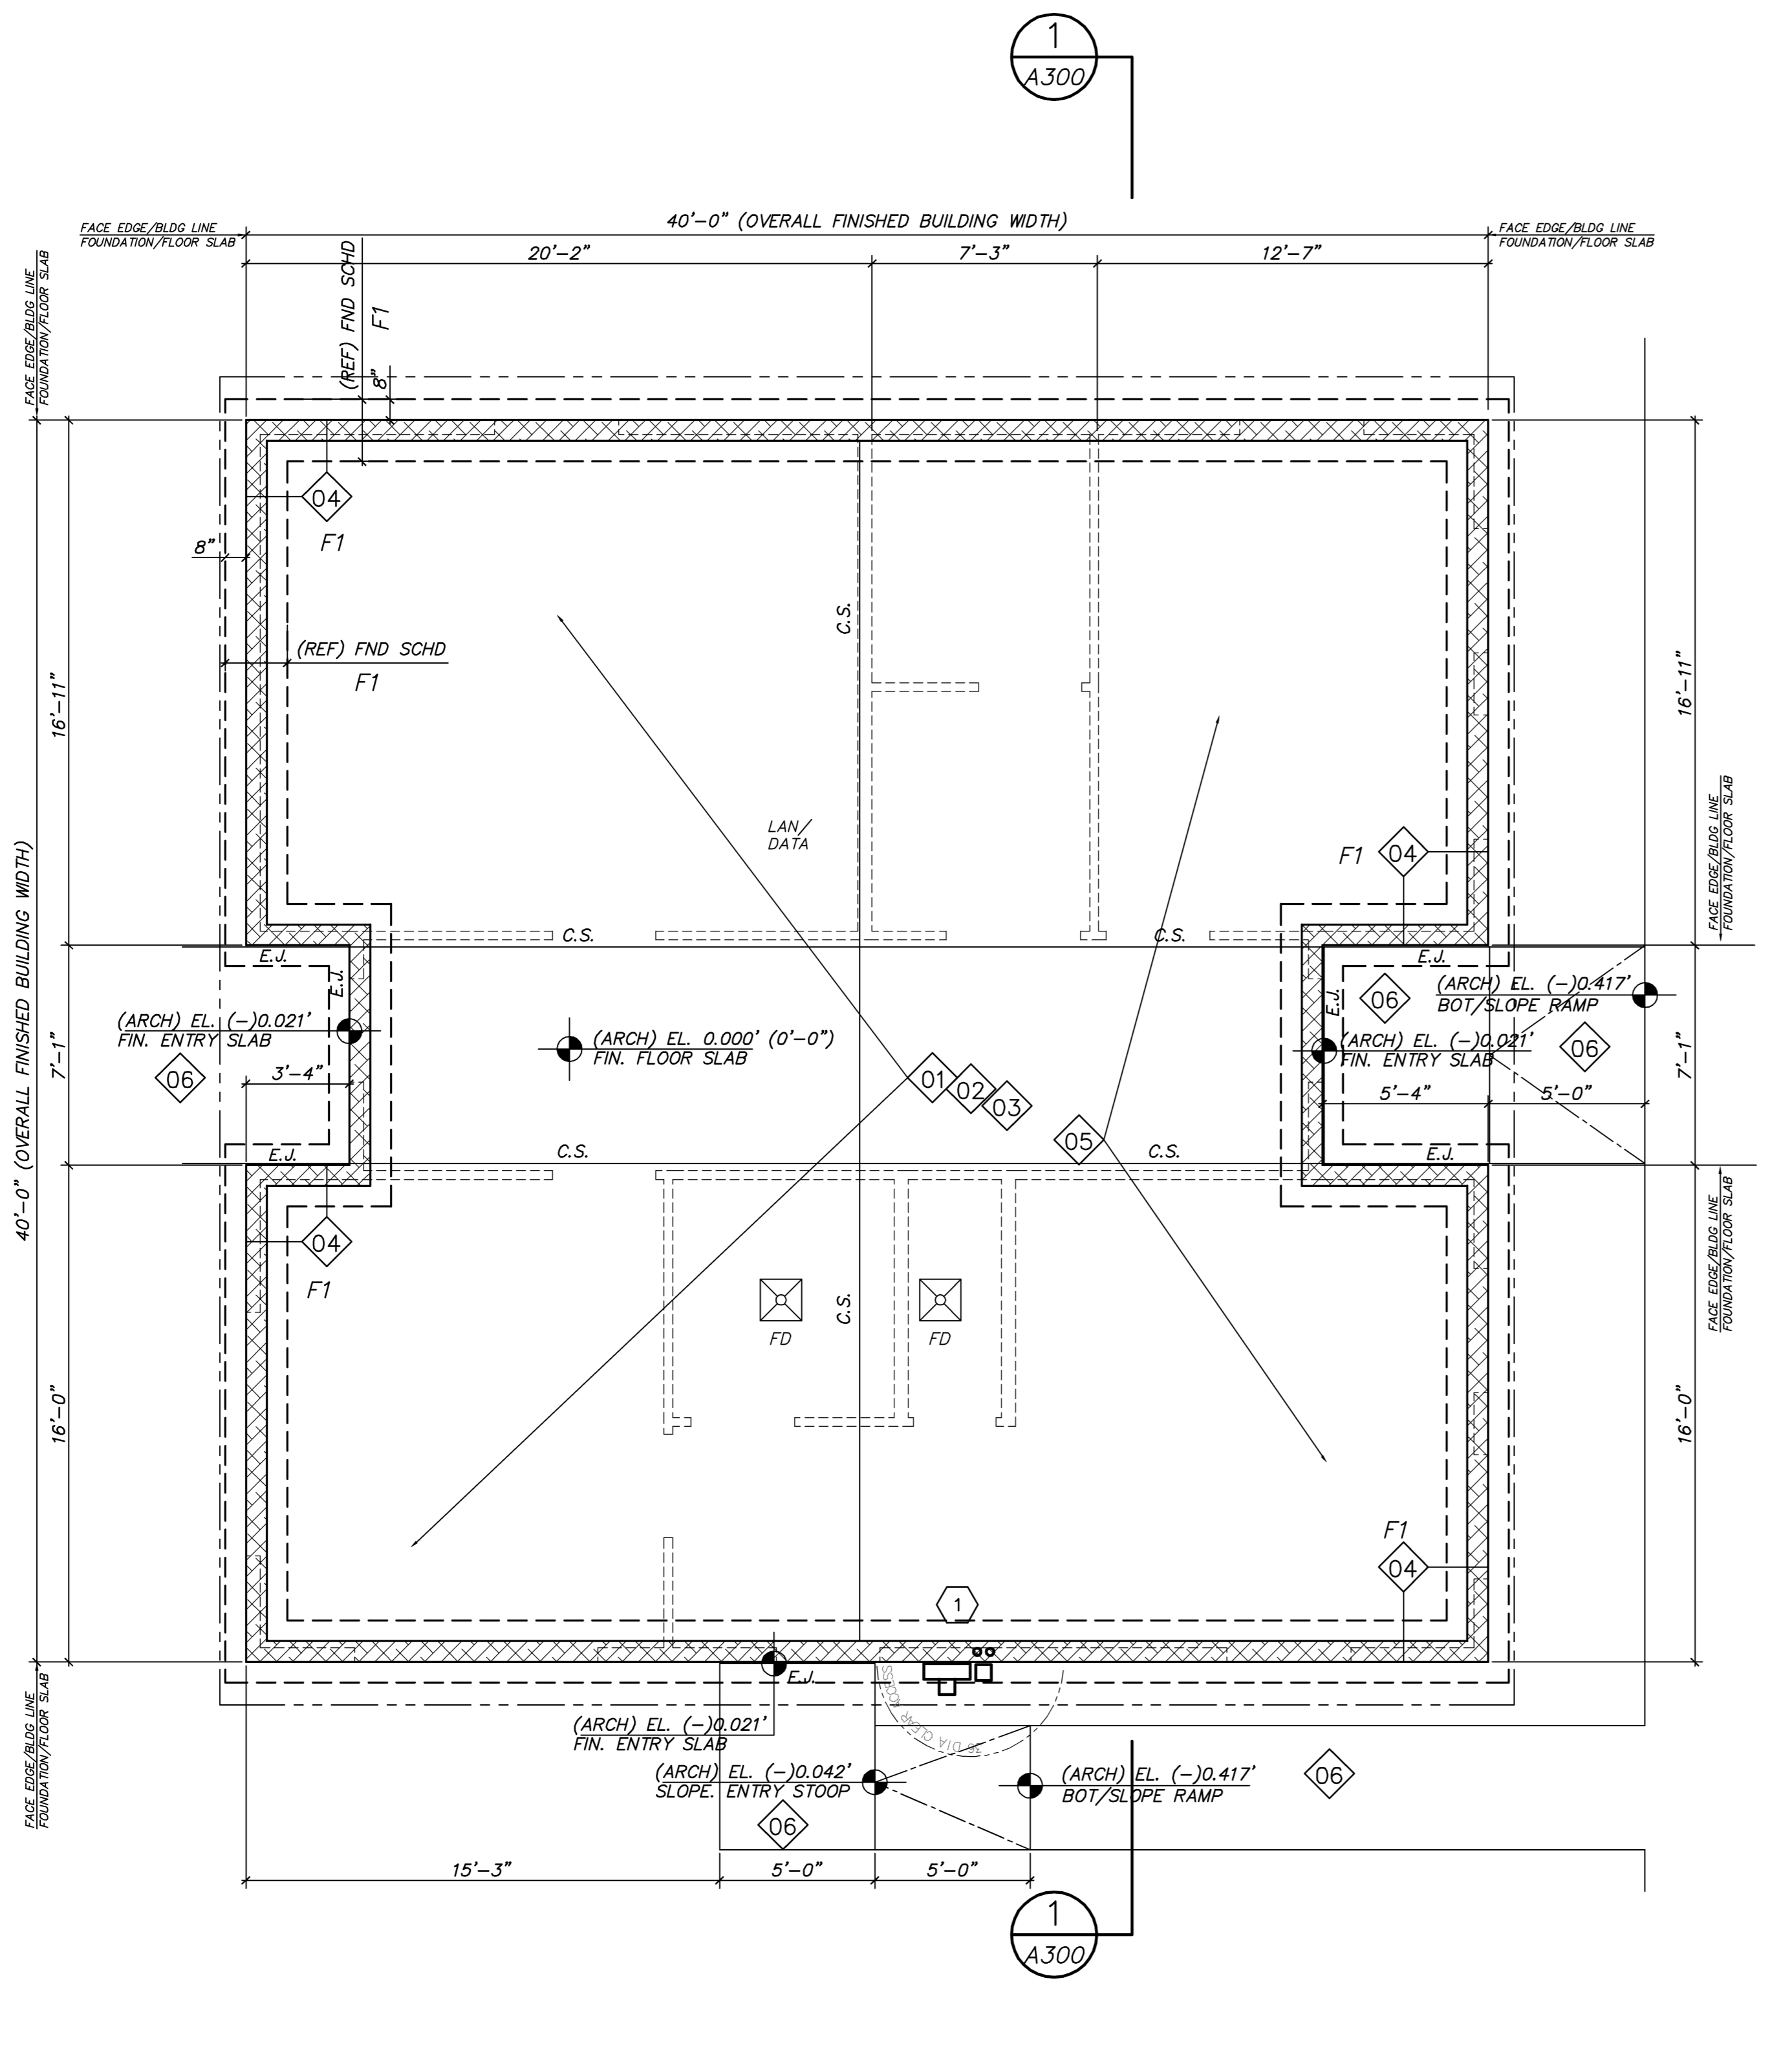 1
A300
40'-0" (OVERALL FINISHED BUILDING WIDTH)
FACE EDGE/BLDG LINE
FOUNDATION/FLOOR SLAB
FACE EDGE/BLDG LINE
FOUNDATION/FLOOR SLAB
20'-2"
7'-3"
12'-7"
FACE EDGE/BLDG LINE
FOUNDATION/FLOOR SLAB
(REF) FND SCHD
F1
8"
04
F1
8"
(REF) FND SCHD
F1
C.S.
16'-11"
16'-11"
LAN/
DATA
F1
04
FACE EDGE/BLDG LINE
FOUNDATION/FLOOR SLAB
40'-0" (OVERALL FINISHED BUILDING WIDTH)
C.S.
C.S.
E.J.
E.J.
E.J.
E.J.
(ARCH) EL. (-)0.021'
FIN. ENTRY SLAB
06
3'-4"
7'-1"
(ARCH) EL. 0.000' (0'-0")
FIN. FLOOR SLAB
01
02
03
05
06
(ARCH) EL. (-)0.417'
BOT/SLOPE RAMP
(ARCH) EL. (-)0.021'
FIN. ENTRY SLAB
06
5'-4"
5'-0"
7'-1"
E.J.
C.S.
C.S.
E.J.
04
F1
FACE EDGE/BLDG LINE
FOUNDATION/FLOOR SLAB
FD
C.S.
FD
16'-0"
16'-0"
F1
04
1
E.J.
36 DIA CLEAR ACCESS
FACE EDGE/BLDG LINE
FOUNDATION/FLOOR SLAB
(ARCH) EL. (-)0.021'
FIN. ENTRY SLAB
(ARCH) EL. (-)0.042'
SLOPE. ENTRY STOOP
06
(ARCH) EL. (-)0.417'
BOT/SLOPE RAMP
06
15'-3"
5'-0"
5'-0"
1
A300